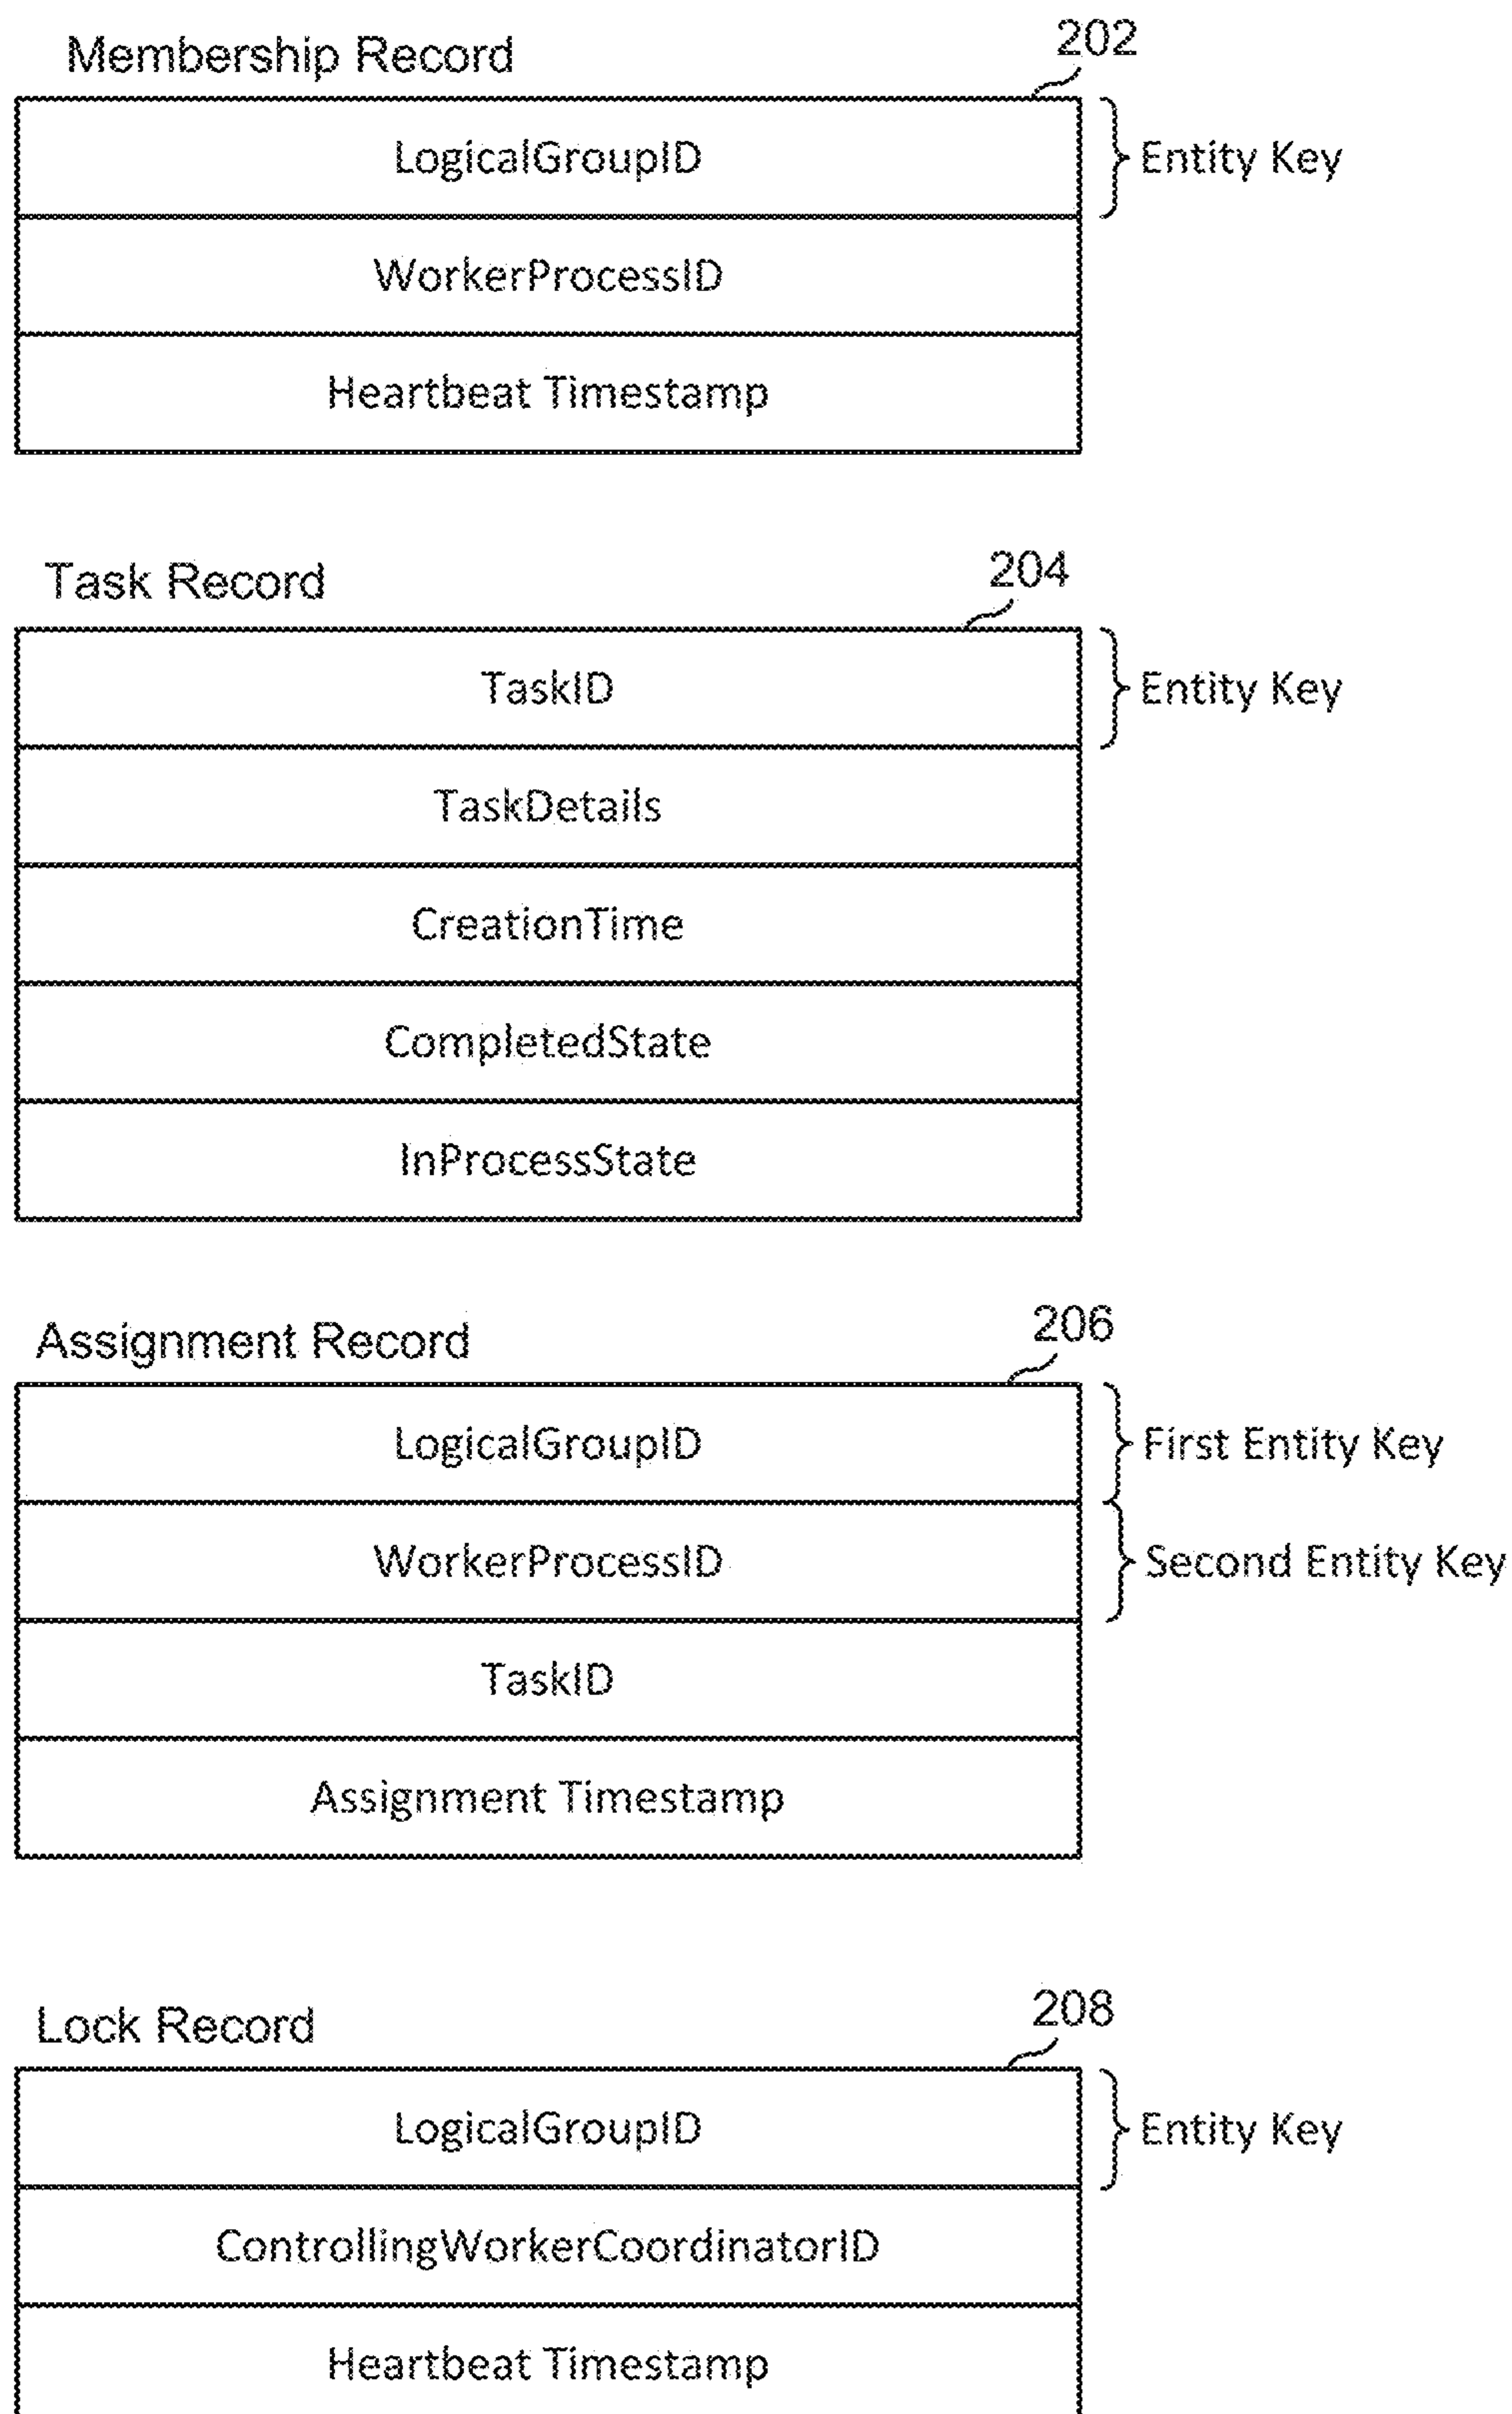 Membership Record
202
LogicalGroupID
Entity Key
WorkerProcessID
Heartbeat Timestamp
Task Record
204
TaskID
Entity Key
TaskDetails
CreationTime
CompletedState
InProcessState
Assignment Record
206
LogicalGroupID
First Entity Key
WorkerProcessID
Second Entity Key
TaskID
Assignment Timestamp
Lock Record
208
LogicalGroupID
Entity Key
ControllingWorkerCoordinatorID
Heartbeat Timestamp